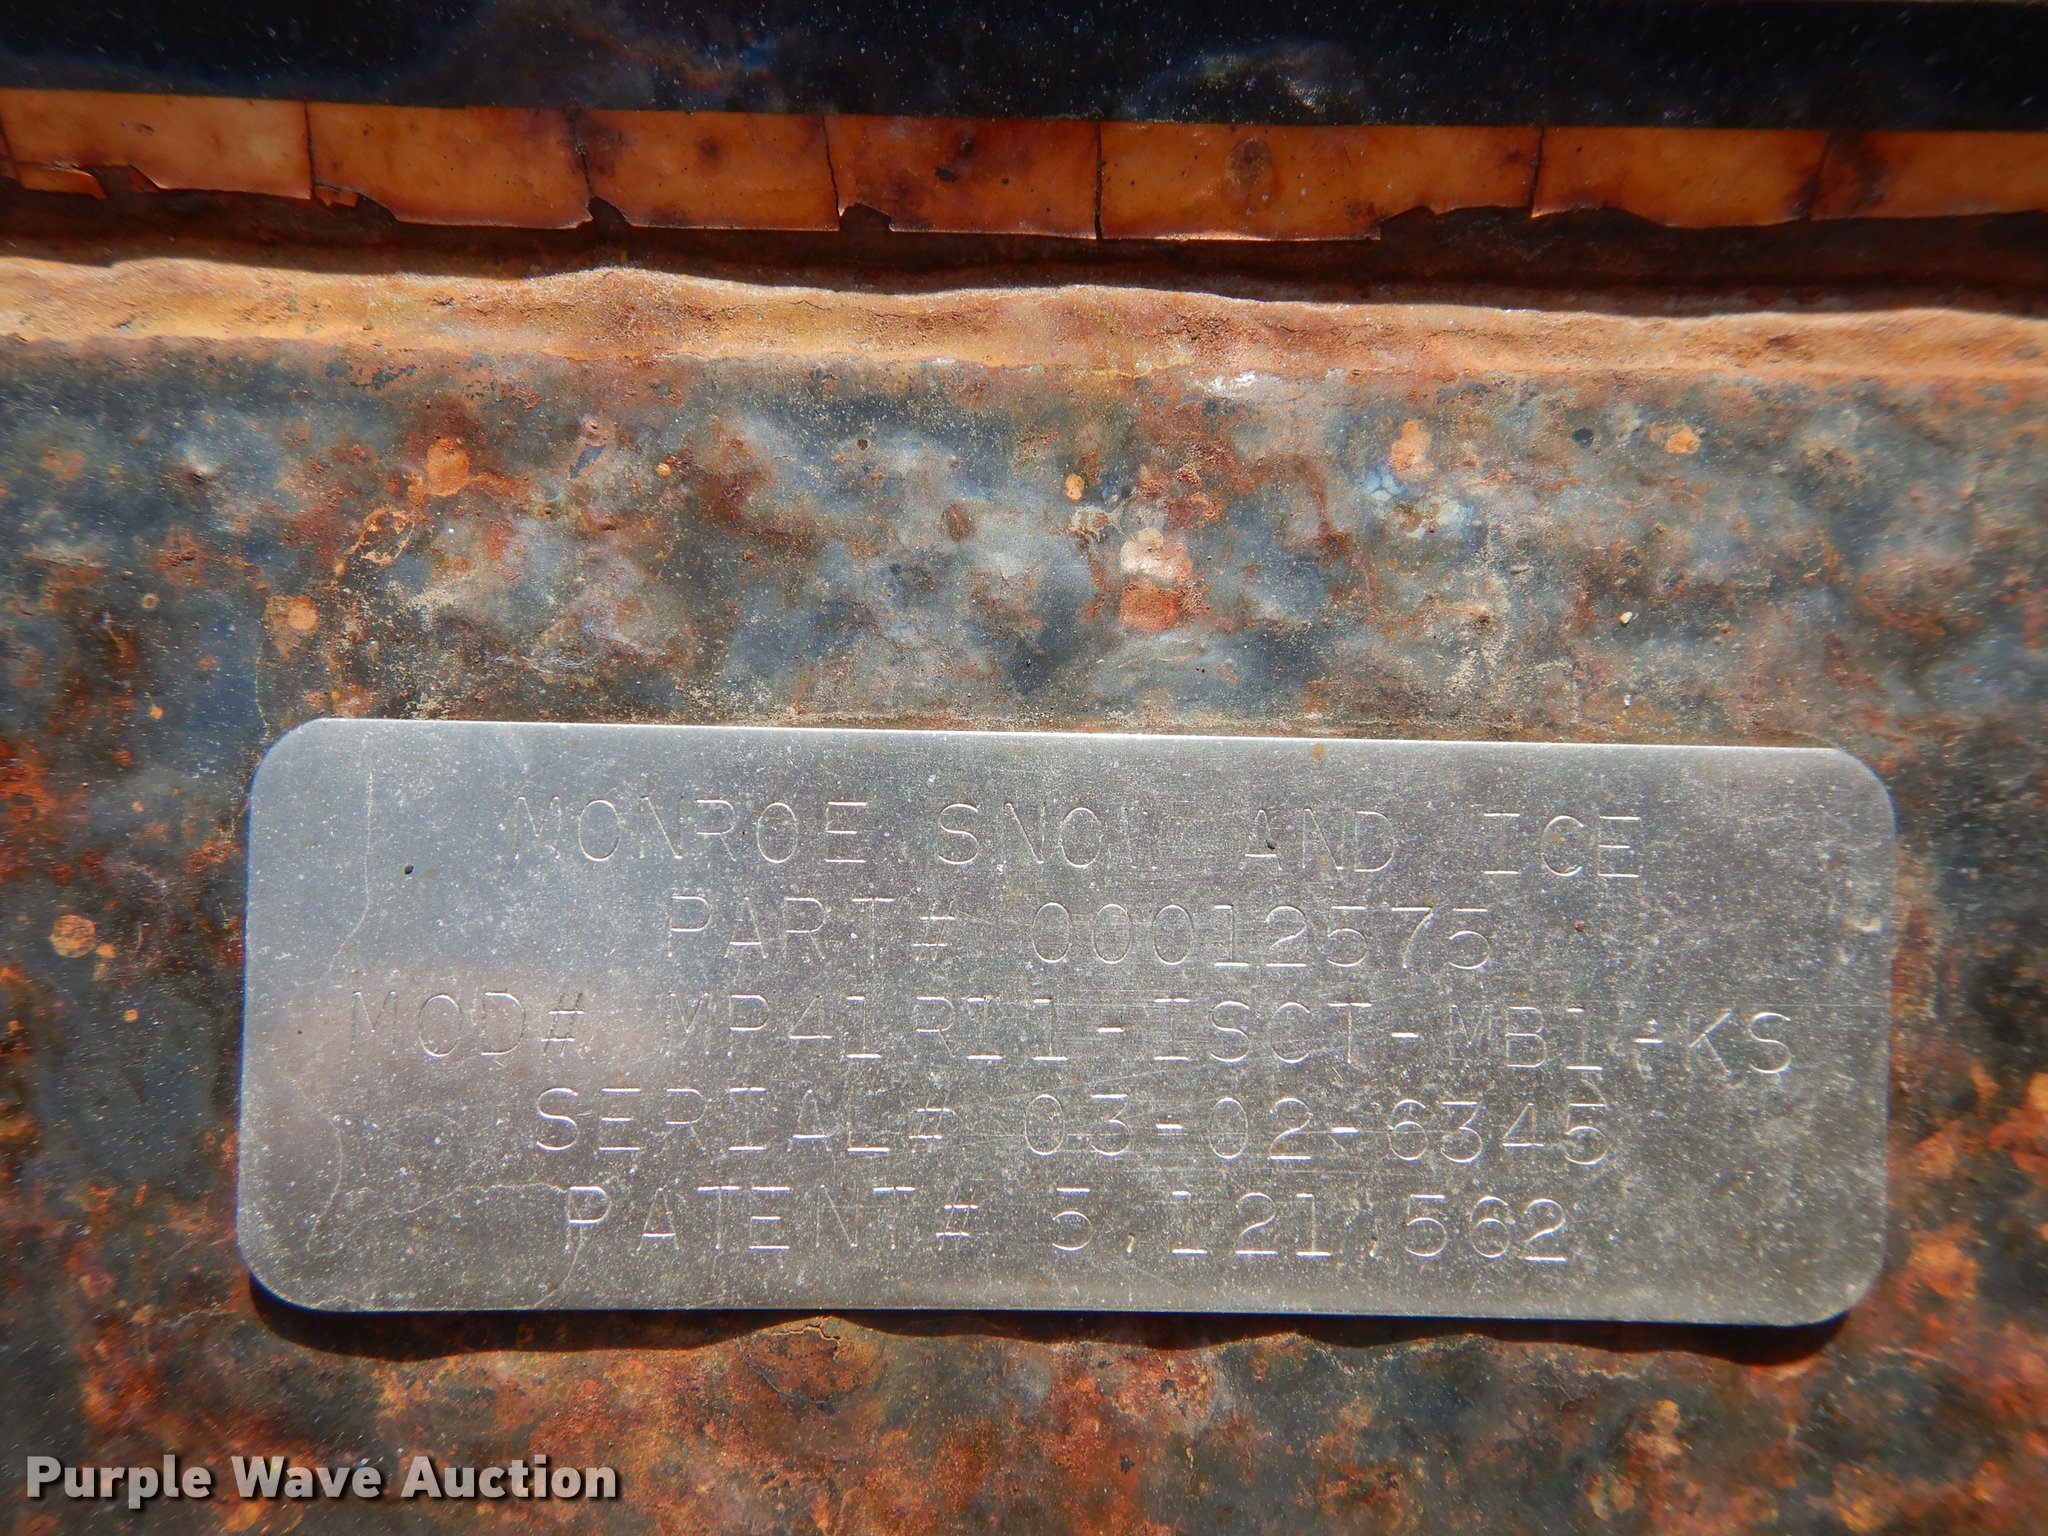 MONROE SNOW AND ICE
PART# 00012575
MOD# MP41R11-ISCT-MB1-KS
SERIAL# 03-02-6345
PATENT# 5,121,562
Purple Wave Auction